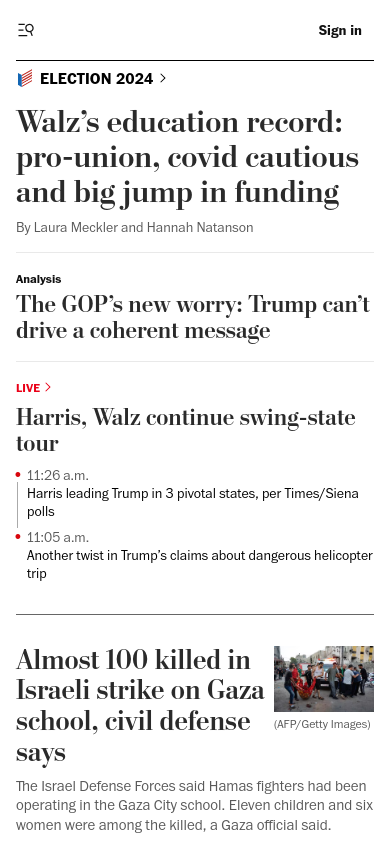 Sign in
ELECTION 2024
Walz’s education record:
pro-union, covid cautious
and big jump in funding
By Laura Meckler and Hannah Natanson
Analysis
The GOP’s new worry: Trump can’t
drive a coherent message
LIVE
Harris, Walz continue swing-state
tour
11:26 a.m.
Harris leading Trump in 3 pivotal states, per Times/Siena
polls
11:05 a.m.
Another twist in Trump’s claims about dangerous helicopter
trip
Almost 100 killed in
Israeli strike on Gaza
school, civil defense
says
(AFP/Getty Images)
The Israel Defense Forces said Hamas fighters had been
operating in the Gaza City school. Eleven children and six
women were among the killed, a Gaza official said.